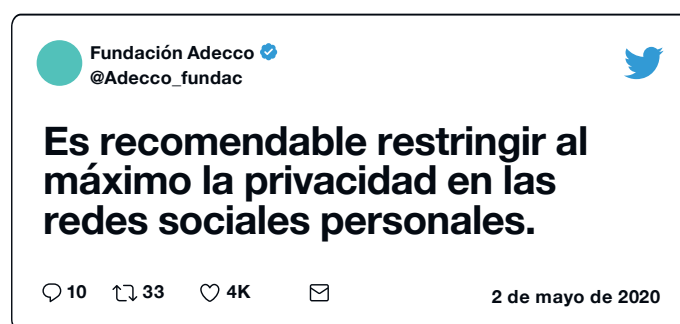 Fundación Adecco
@Adecco_fundac
Es recomendable restringir al
máximo la privacidad en las
redes sociales personales.
10 33 4K
2 de mayo de 2020